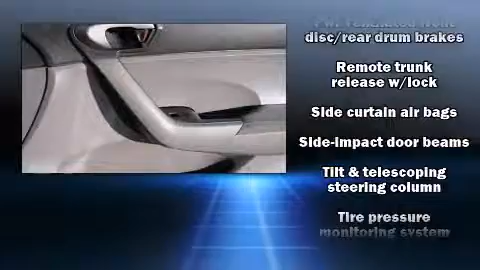 disc/rear drum brakes
Remote trunk
release w/lock
Side curtain air bags
Side-impact door beams
Tilt & telescoping
steering column
Tire pressure
monitoring system